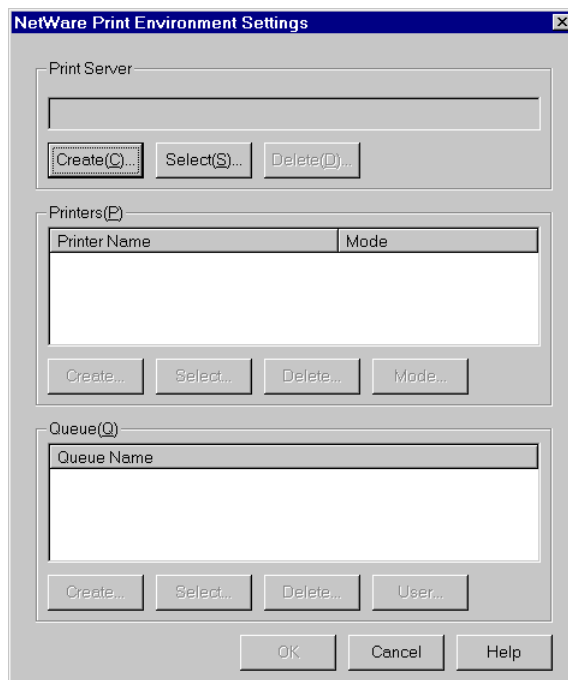 NetWare Print Environment Settings
Print Server
Create(C)... Select(S)... Delete(D)...
Printers(P)
Printer Name Mode
Create... Select... Delete... Mode...
Queue(Q)
Queue Name
Create... Select... Delete... User...
OK Cancel Help